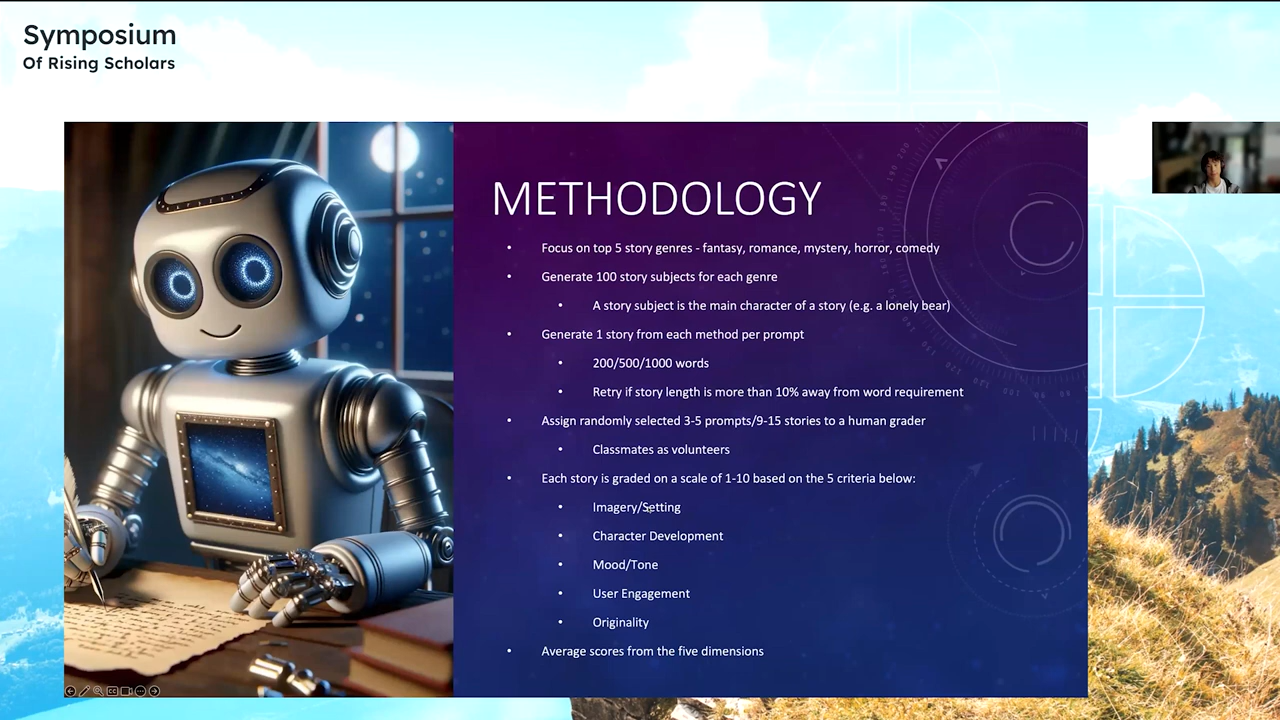 Symposium
Of Rising Scholars
METHODOLOGY
• Focus on top 5 story genres - fantasy, romance, mystery, horror, comedy
• Generate 100 story subjects for each genre
• A story subject is the main character of a story (e.g. a lonely bear)
• Generate 1 story from each method per prompt
• 200/500/1000 words
• Retry if story length is more than 10% away from word requirement
• Assign randomly selected 3-5 prompts/9-15 stories to a human grader
• Classmates as volunteers
• Each story is graded on a scale of 1-10 based on the 5 criteria below:
• Imagery/Setting
• Character Development
• Mood/Tone
• User Engagement
• Originality
• Average scores from the five dimensions